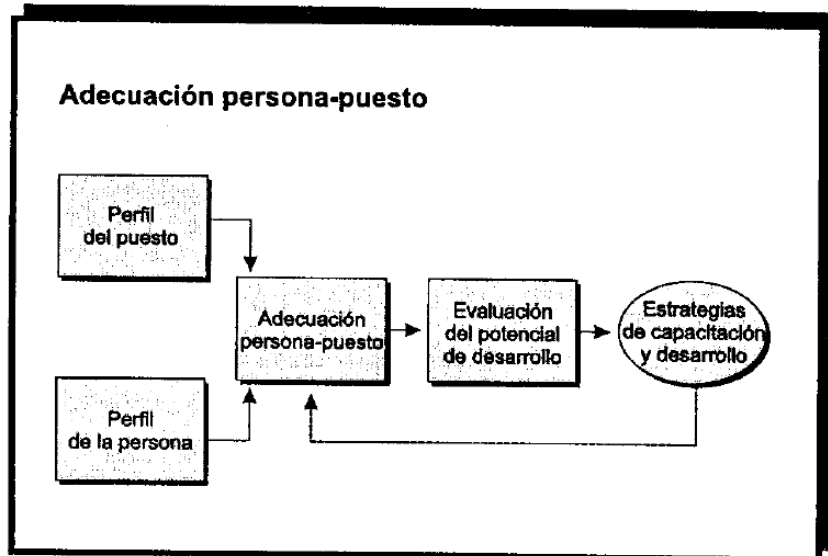 Adecuación persona-puesto
Perfil
del puesto
Adecuación
persona-puesto
Evaluación
del potencial
de desarrollo
Estrategias
de capacitación
y desarrollo
Perfil
de la persona